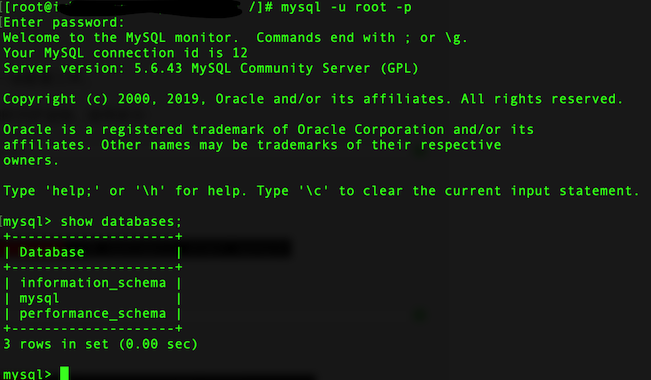 [[root@i /]# mysql -u root -p
[Enter password:
Welcome to the MySQL monitor.  Commands end with ; or \g.
Your MySQL connection id is 12
Server version: 5.6.43 MySQL Community Server (GPL)
Copyright (c) 2000, 2019, Oracle and/or its affiliates. All rights reserved.
Oracle is a registered trademark of Oracle Corporation and/or its
affiliates. Other names may be trademarks of their respective
owners.
Type 'help;' or '\h' for help. Type '\c' to clear the current input statement.
[mysql> show databases;
+--------------------+
| Database           |
+--------------------+
| information_schema |
| mysql              |
| performance_schema |
+--------------------+
3 rows in set (0.00 sec)
mysql>